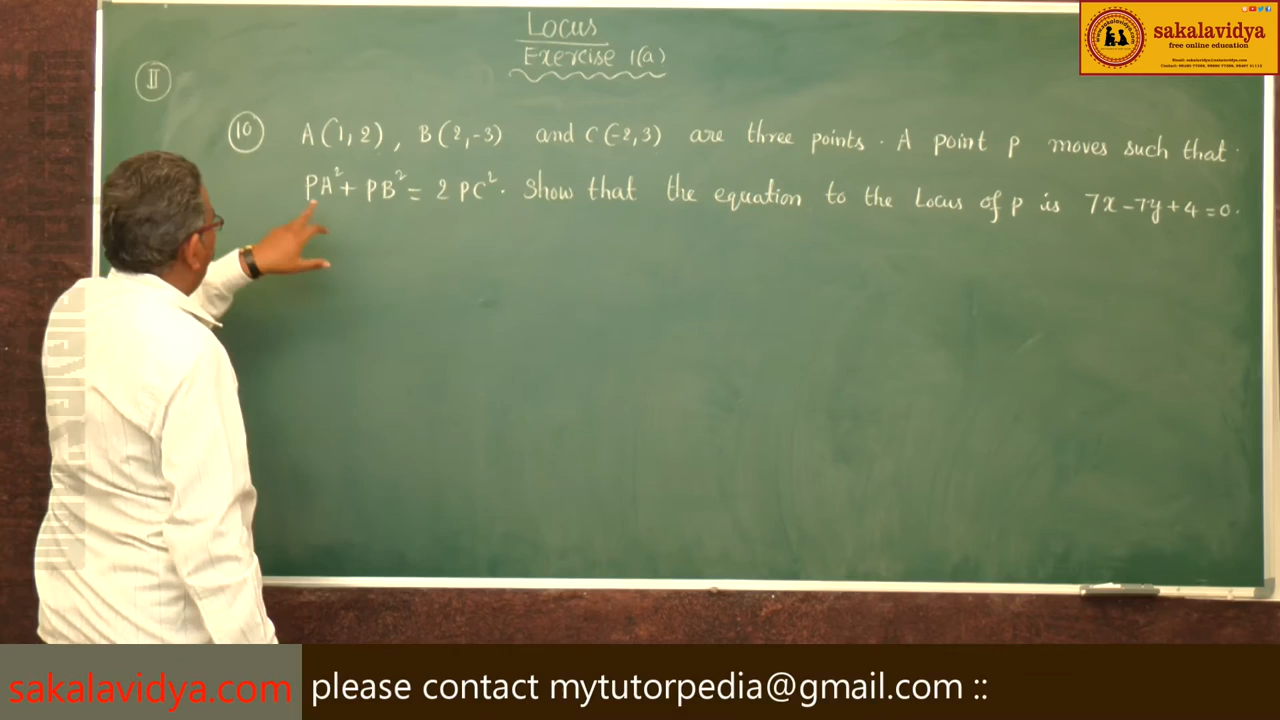 Locus
Exercise 1(a)
II
10 A(1,2), B(2,-3) and C(-2,3) are three points. A point P moves such that
PA² + PB² = 2 PC². Show that the equation to the Locus of P is 7x-7y+4=0.
sakalavidya
free online education
sakalavidya.com
please contact mytutorpedia@gmail.com ::